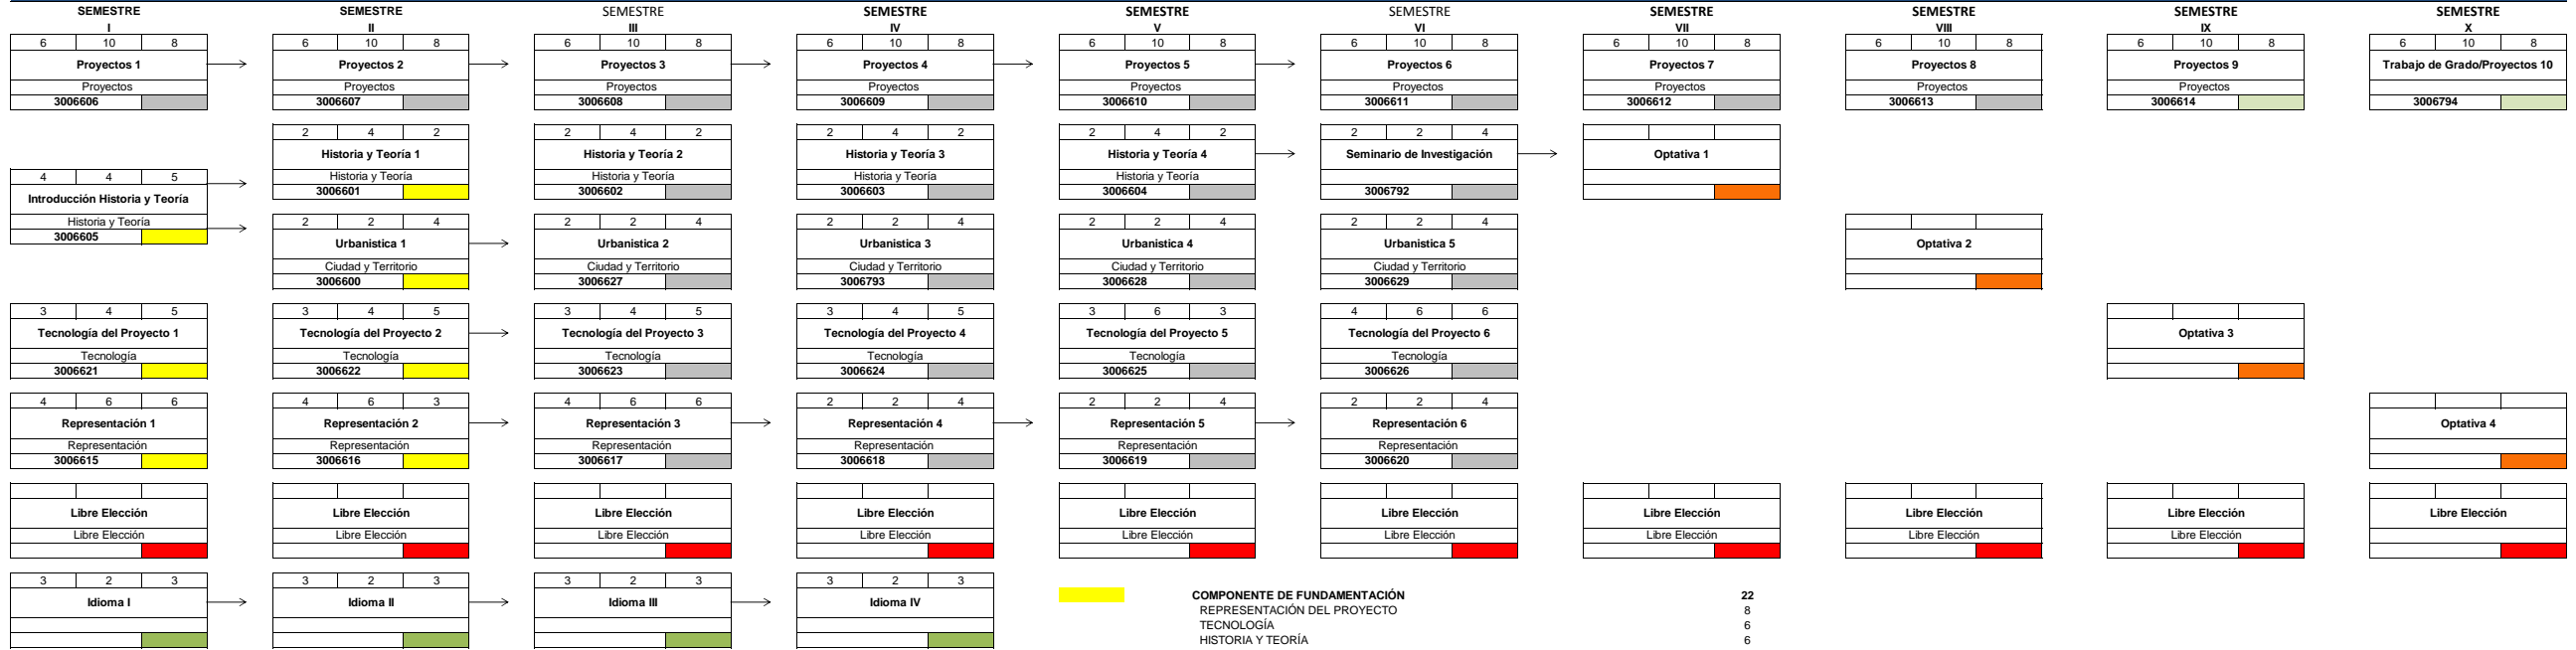 SEMESTRE SEMESTRE SEMESTRE SEMESTRE SEMESTRE SEMESTRE SEMESTRE SEMESTRE SEMESTRE SEMESTRE
I II III IV V VI VII VIII IX X
6 10 8 6 10 8 6 10 8 6 10 8 6 10 8 6 10 8 6 10 8 6 10 8 6 10 8 6 10 8
Proyectos 1 Proyectos 2 Proyectos 3 Proyectos 4 Proyectos 5 Proyectos 6 Proyectos 7 Proyectos 8 Proyectos 9 Trabajo de Grado/Proyectos 10
Proyectos Proyectos Proyectos Proyectos Proyectos Proyectos Proyectos Proyectos Proyectos
3006606 3006607 3006608 3006609 3006610 3006611 3006612 3006613 3006614 3006794
2 4 2 2 4 2 2 4 2 2 4 2 2 2 4
Historia y Teoría 1 Historia y Teoría 2 Historia y Teoría 3 Historia y Teoría 4 Seminario de Investigación Optativa 1
4 4 5 Historia y Teoría Historia y Teoría Historia y Teoría Historia y Teoría
3006601 3006602 3006603 3006604 3006792
Introducción Historia y Teoría
Historia y Teoría 2 2 4 2 2 4 2 2 4 2 2 4 2 2 4
3006605 Urbanistica 1 Urbanistica 2 Urbanistica 3 Urbanistica 4 Urbanistica 5 Optativa 2
Ciudad y Territorio Ciudad y Territorio Ciudad y Territorio Ciudad y Territorio Ciudad y Territorio
3006600 3006627 3006793 3006628 3006629
3 4 5 3 4 5 3 4 5 3 4 5 3 6 3 4 6 6
Tecnología del Proyecto 1 Tecnología del Proyecto 2 Tecnología del Proyecto 3 Tecnología del Proyecto 4 Tecnología del Proyecto 5 Tecnología del Proyecto 6 Optativa 3
Tecnología Tecnología Tecnología Tecnología Tecnología Tecnología
3006621 3006622 3006623 3006624 3006625 3006626
4 6 6 4 6 3 4 6 6 2 2 4 2 2 4 2 2 4
Representación 1 Representación 2 Representación 3 Representación 4 Representación 5 Representación 6 Optativa 4
Representación Representación Representación Representación Representación Representación
3006615 3006616 3006617 3006618 3006619 3006620
Libre Elección Libre Elección Libre Elección Libre Elección Libre Elección Libre Elección Libre Elección Libre Elección Libre Elección Libre Elección
Libre Elección Libre Elección Libre Elección Libre Elección Libre Elección Libre Elección Libre Elección Libre Elección Libre Elección Libre Elección
3 2 3 3 2 3 3 2 3 3 2 3
Idioma I Idioma II Idioma III Idioma IV
COMPONENTE DE FUNDAMENTACIÓN 22
REPRESENTACIÓN DEL PROYECTO 8
TECNOLOGÍA 6
HISTORIA Y TEORÍA 6